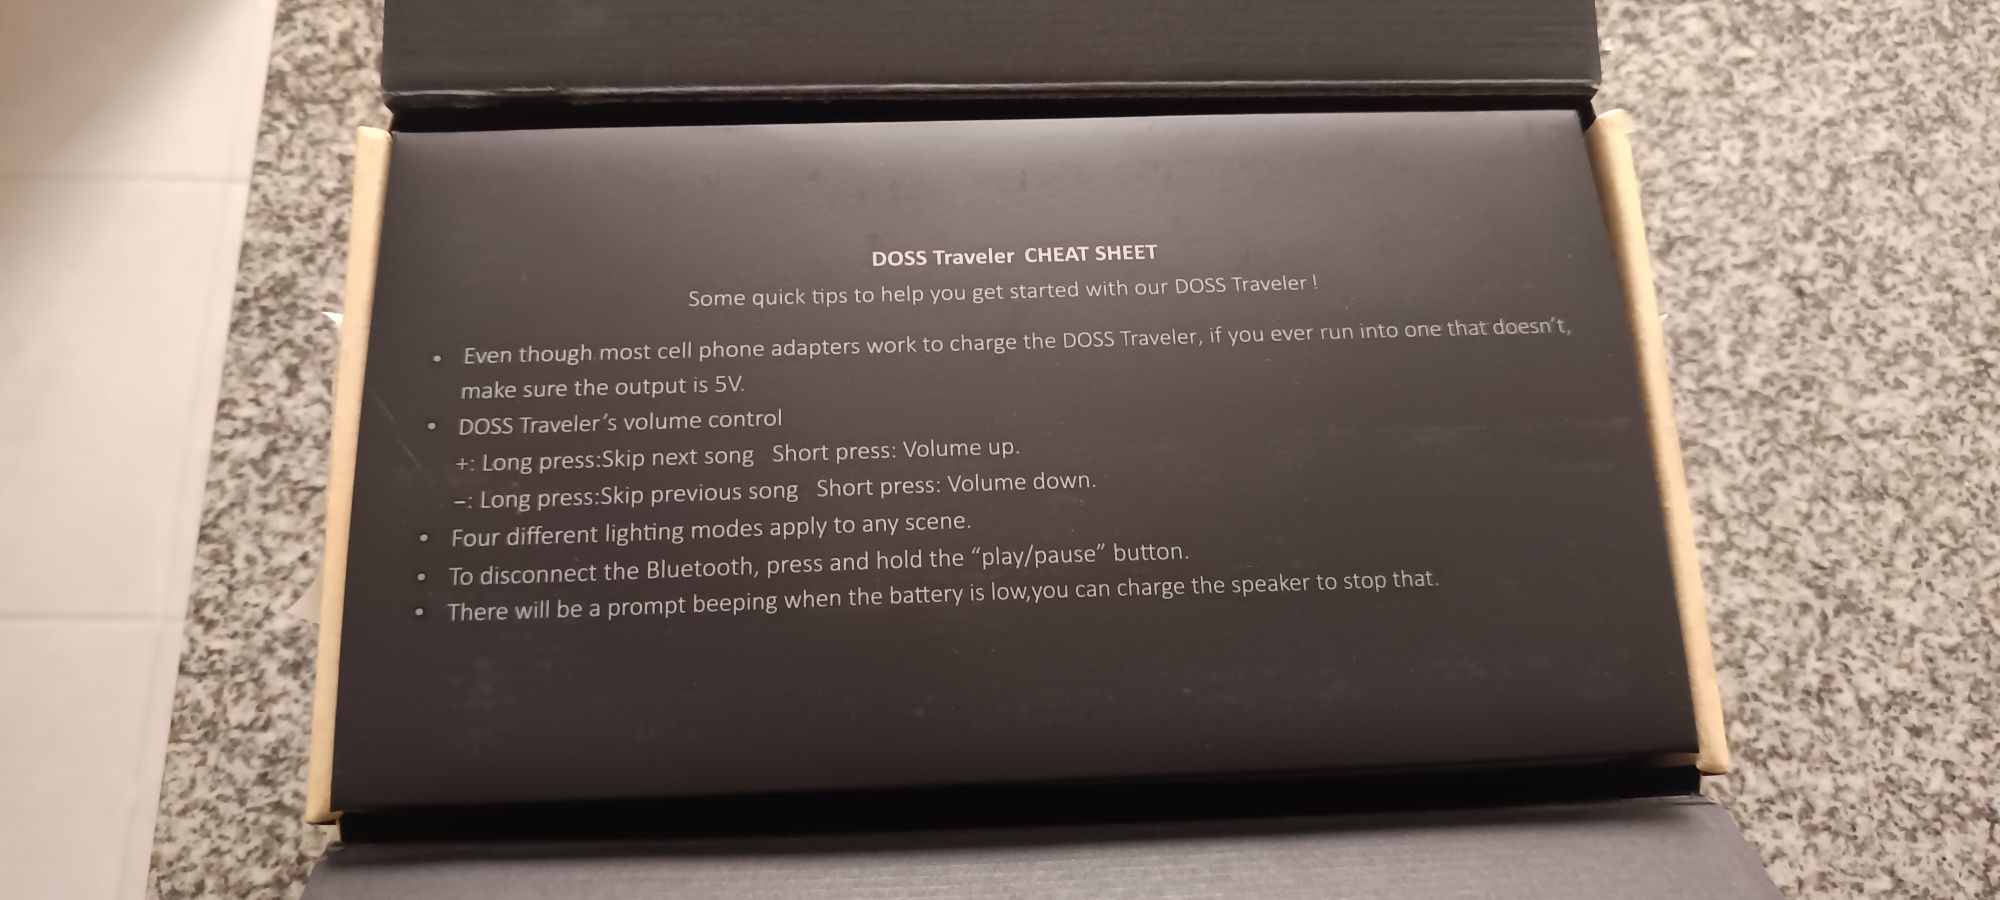 DOSS Traveler CHEAT SHEET
Some quick tips to help you get started with our DOSS Traveler !
• Even though most cell phone adapters work to charge the DOSS Traveler, if you ever run into one that doesn't,
make sure the output is 5V.
• DOSS Traveler's volume control
+: Long press:Skip next song Short press: Volume up.
–: Long press:Skip previous song Short press: Volume down.
• Four different lighting modes apply to any scene.
• To disconnect the Bluetooth, press and hold the “play/pause” button.
• There will be a prompt beeping when the battery is low,you can charge the speaker to stop that.